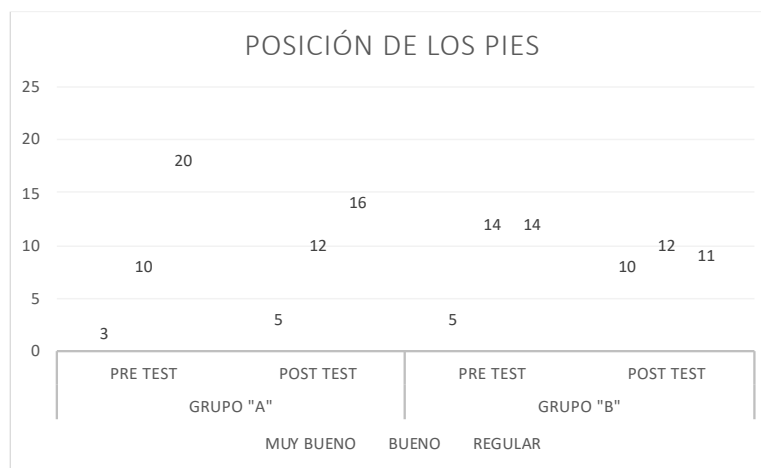 POSICIÓN DE LOS PIES
25
20
15
10
5
0
3
10
20
5
12
16
5
14
14
10
12
11
PRE TEST
POST TEST
PRE TEST
POST TEST
GRUPO "A"
GRUPO "B"
MUY BUENO BUENO REGULAR